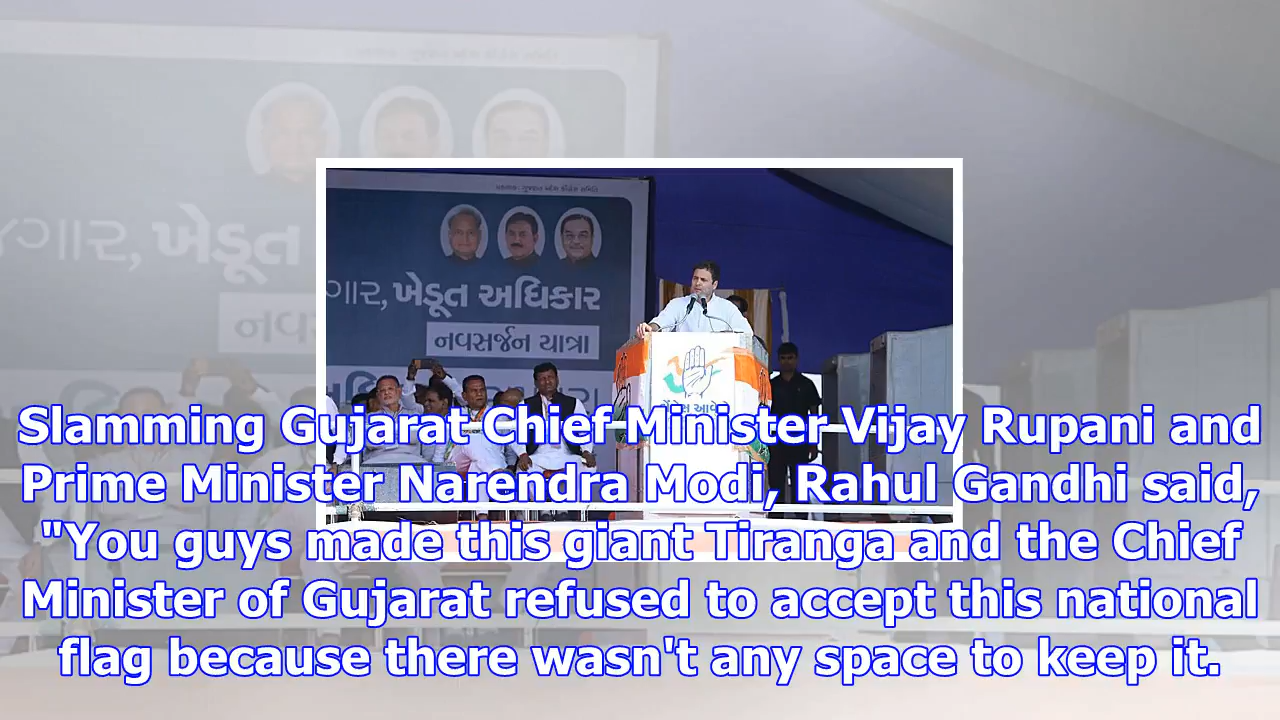 ગાર, ખેડૂત અધિકાર
નવસર્જન યાત્રા
Slamming Gujarat Chief Minister Vijay Rupani and
Prime Minister Narendra Modi, Rahul Gandhi said,
"You guys made this giant Tiranga and the Chief
Minister of Gujarat refused to accept this national
flag because there wasn't any space to keep it.